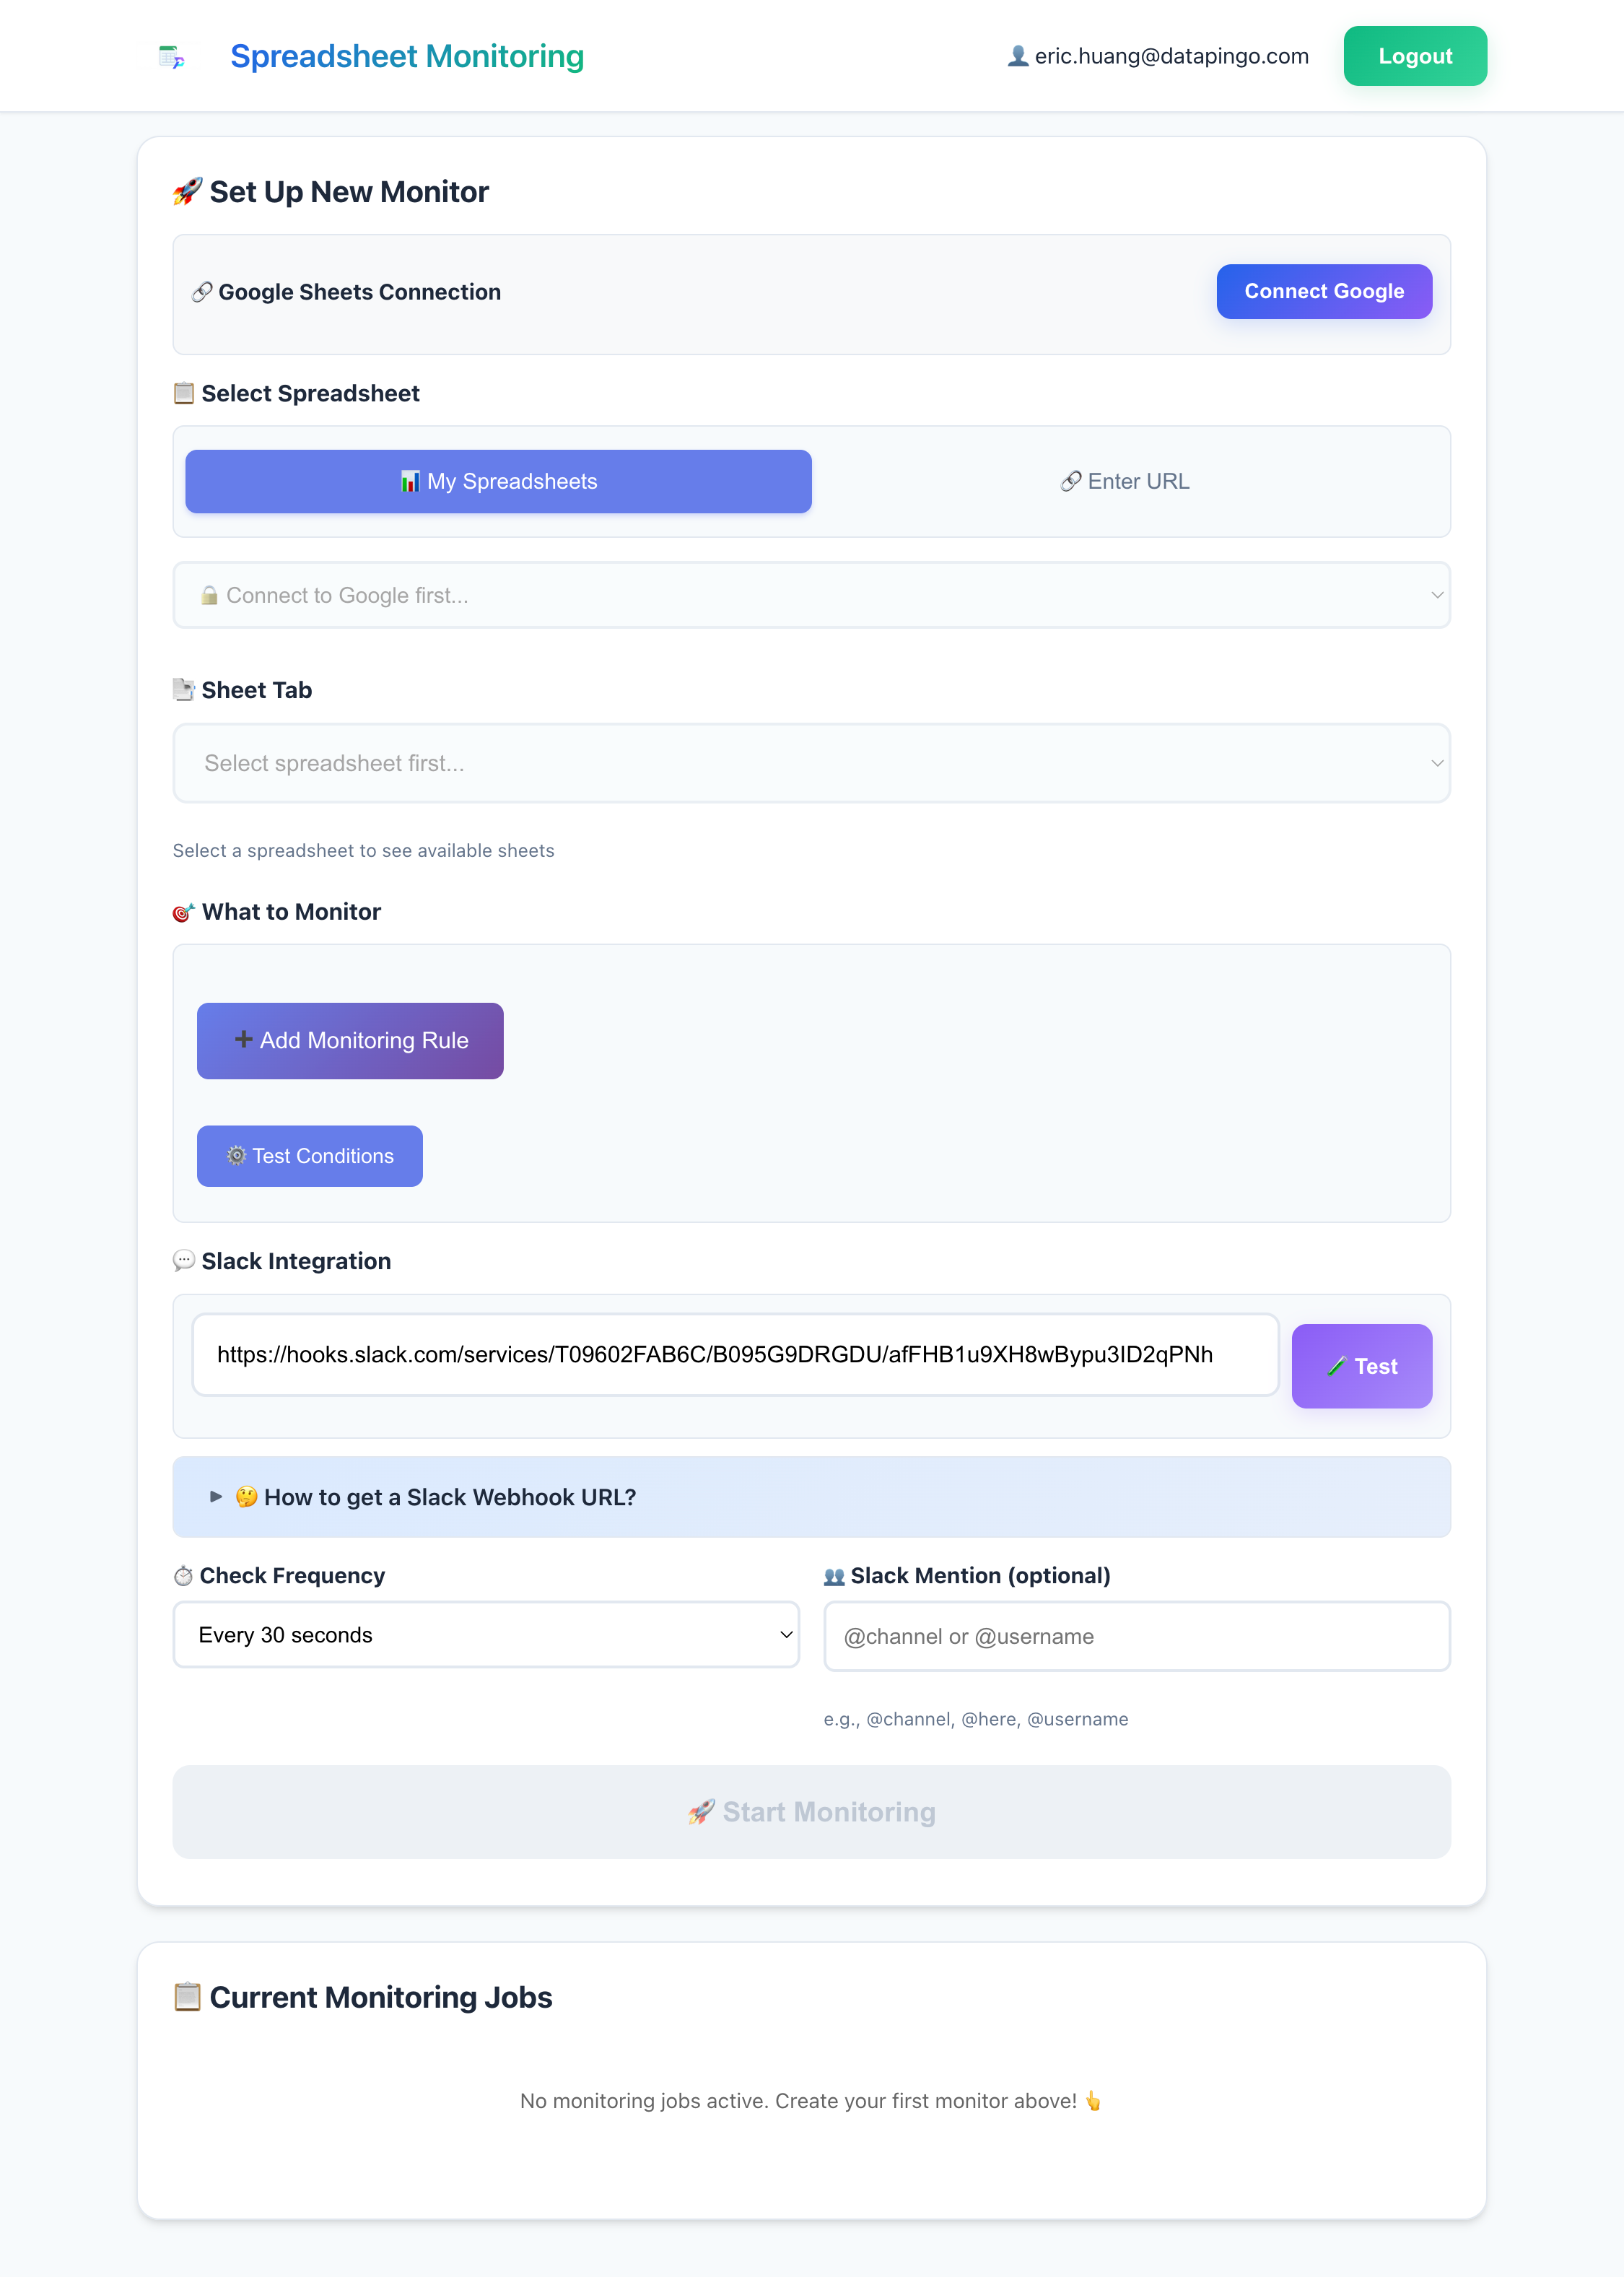 Spreadsheet Monitoring
👤 eric.huang@datapingo.com
Logout
🚀 Set Up New Monitor
🔗 Google Sheets Connection
Connect Google
📋 Select Spreadsheet
📊 My Spreadsheets
🔗 Enter URL
🔒 Connect to Google first...
📑 Sheet Tab
Select spreadsheet first...
Select a spreadsheet to see available sheets
🎯 What to Monitor
➕ Add Monitoring Rule
⚙️ Test Conditions
💬 Slack Integration
https://hooks.slack.com/services/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
🧪 Test
▶ 🤔 How to get a Slack Webhook URL?
⏱️ Check Frequency
👥 Slack Mention (optional)
Every 30 seconds
@channel or @username
e.g., @channel, @here, @username
🚀 Start Monitoring
📋 Current Monitoring Jobs
No monitoring jobs active. Create your first monitor above! 👆